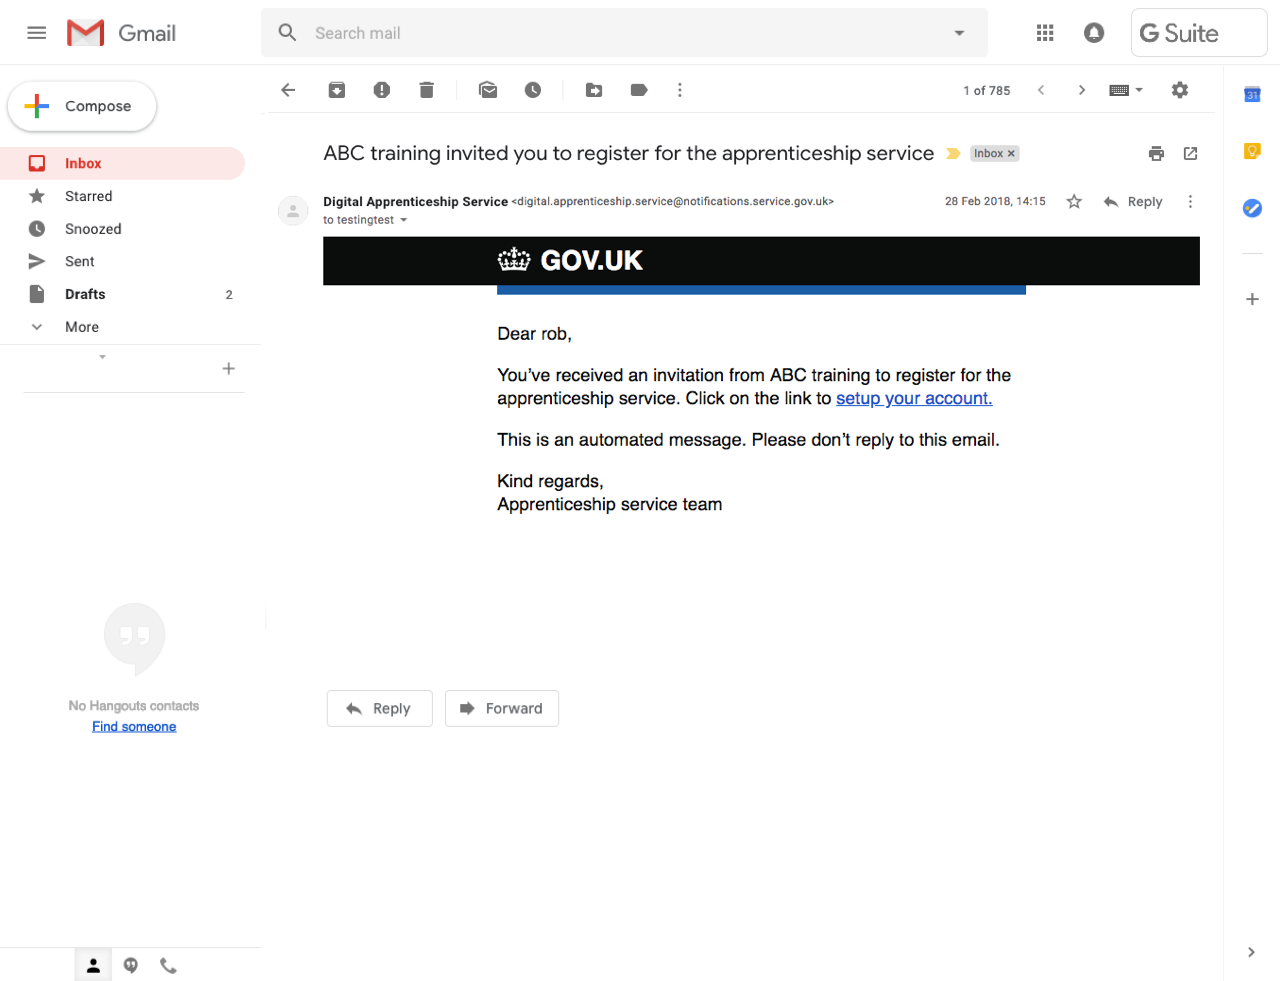 Gmail
Search mail
G Suite
Compose
1 of 785
31
Inbox
Starred
Snoozed
Sent
Drafts 2
More
ABC training invited you to register for the apprenticeship service Inbox ×
Digital Apprenticeship Service <digital.apprenticeship.service@notifications.service.gov.uk> 28 Feb 2018, 14:15 Reply
to testingtest
GOV.UK
Dear rob,
You’ve received an invitation from ABC training to register for the
apprenticeship service. Click on the link to setup your account.
This is an automated message. Please don’t reply to this email.
Kind regards,
Apprenticeship service team
No Hangouts contacts
Find someone
Reply Forward